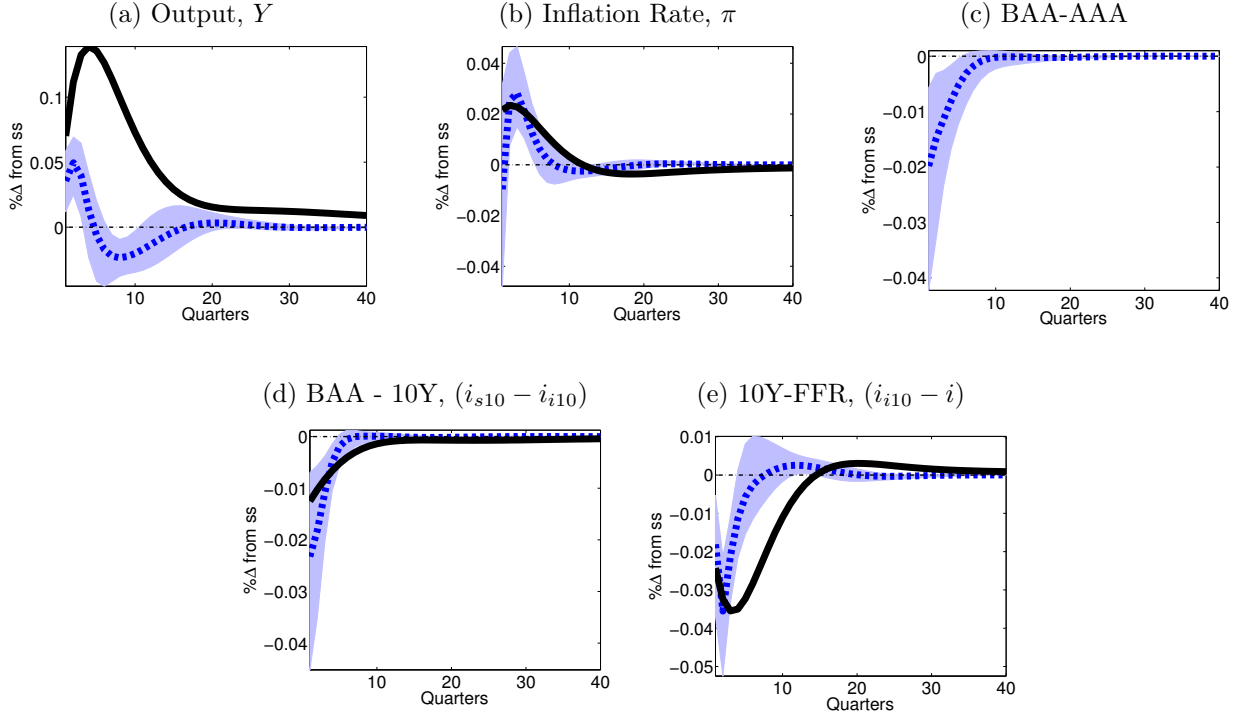 (a) Output, Y
(b) Inflation Rate, π
(c) BAA-AAA
%Δ from ss
0.1
0.05
0
10 20 30 40
Quarters
%Δ from ss
0.04
0.02
0
−0.02
−0.04
10 20 30 40
Quarters
%Δ from ss
0
−0.01
−0.02
−0.03
−0.04
10 20 30 40
Quarters
(d) BAA - 10Y, (i_{s10} − i_{i10})
(e) 10Y-FFR, (i_{i10} − i)
%Δ from ss
0
−0.01
−0.02
−0.03
−0.04
10 20 30 40
Quarters
%Δ from ss
0.01
0
−0.01
−0.02
−0.03
−0.04
−0.05
10 20 30 40
Quarters